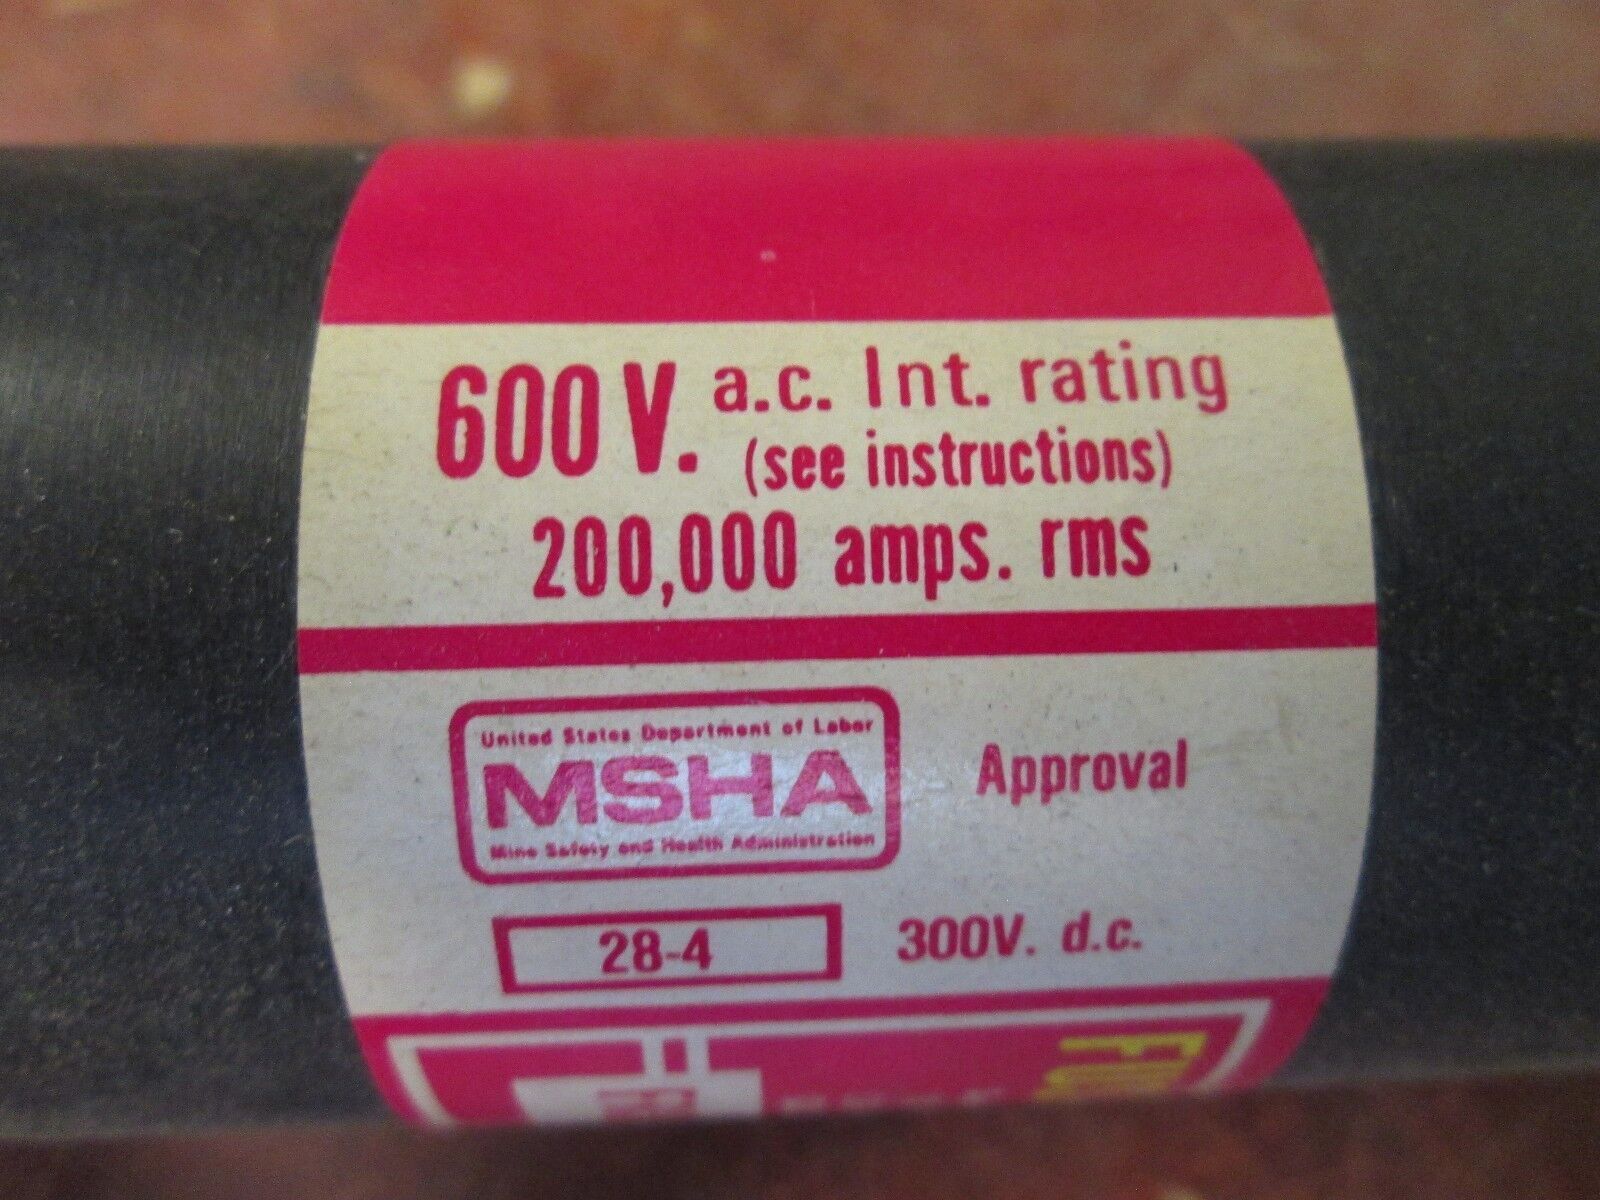 600 V. a.c. Int. rating
(see instructions)
200,000 amps. rms
United States Department of Labor
MSHA
Mine Safety and Health Administration
Approval
28-4
300V. d.c.